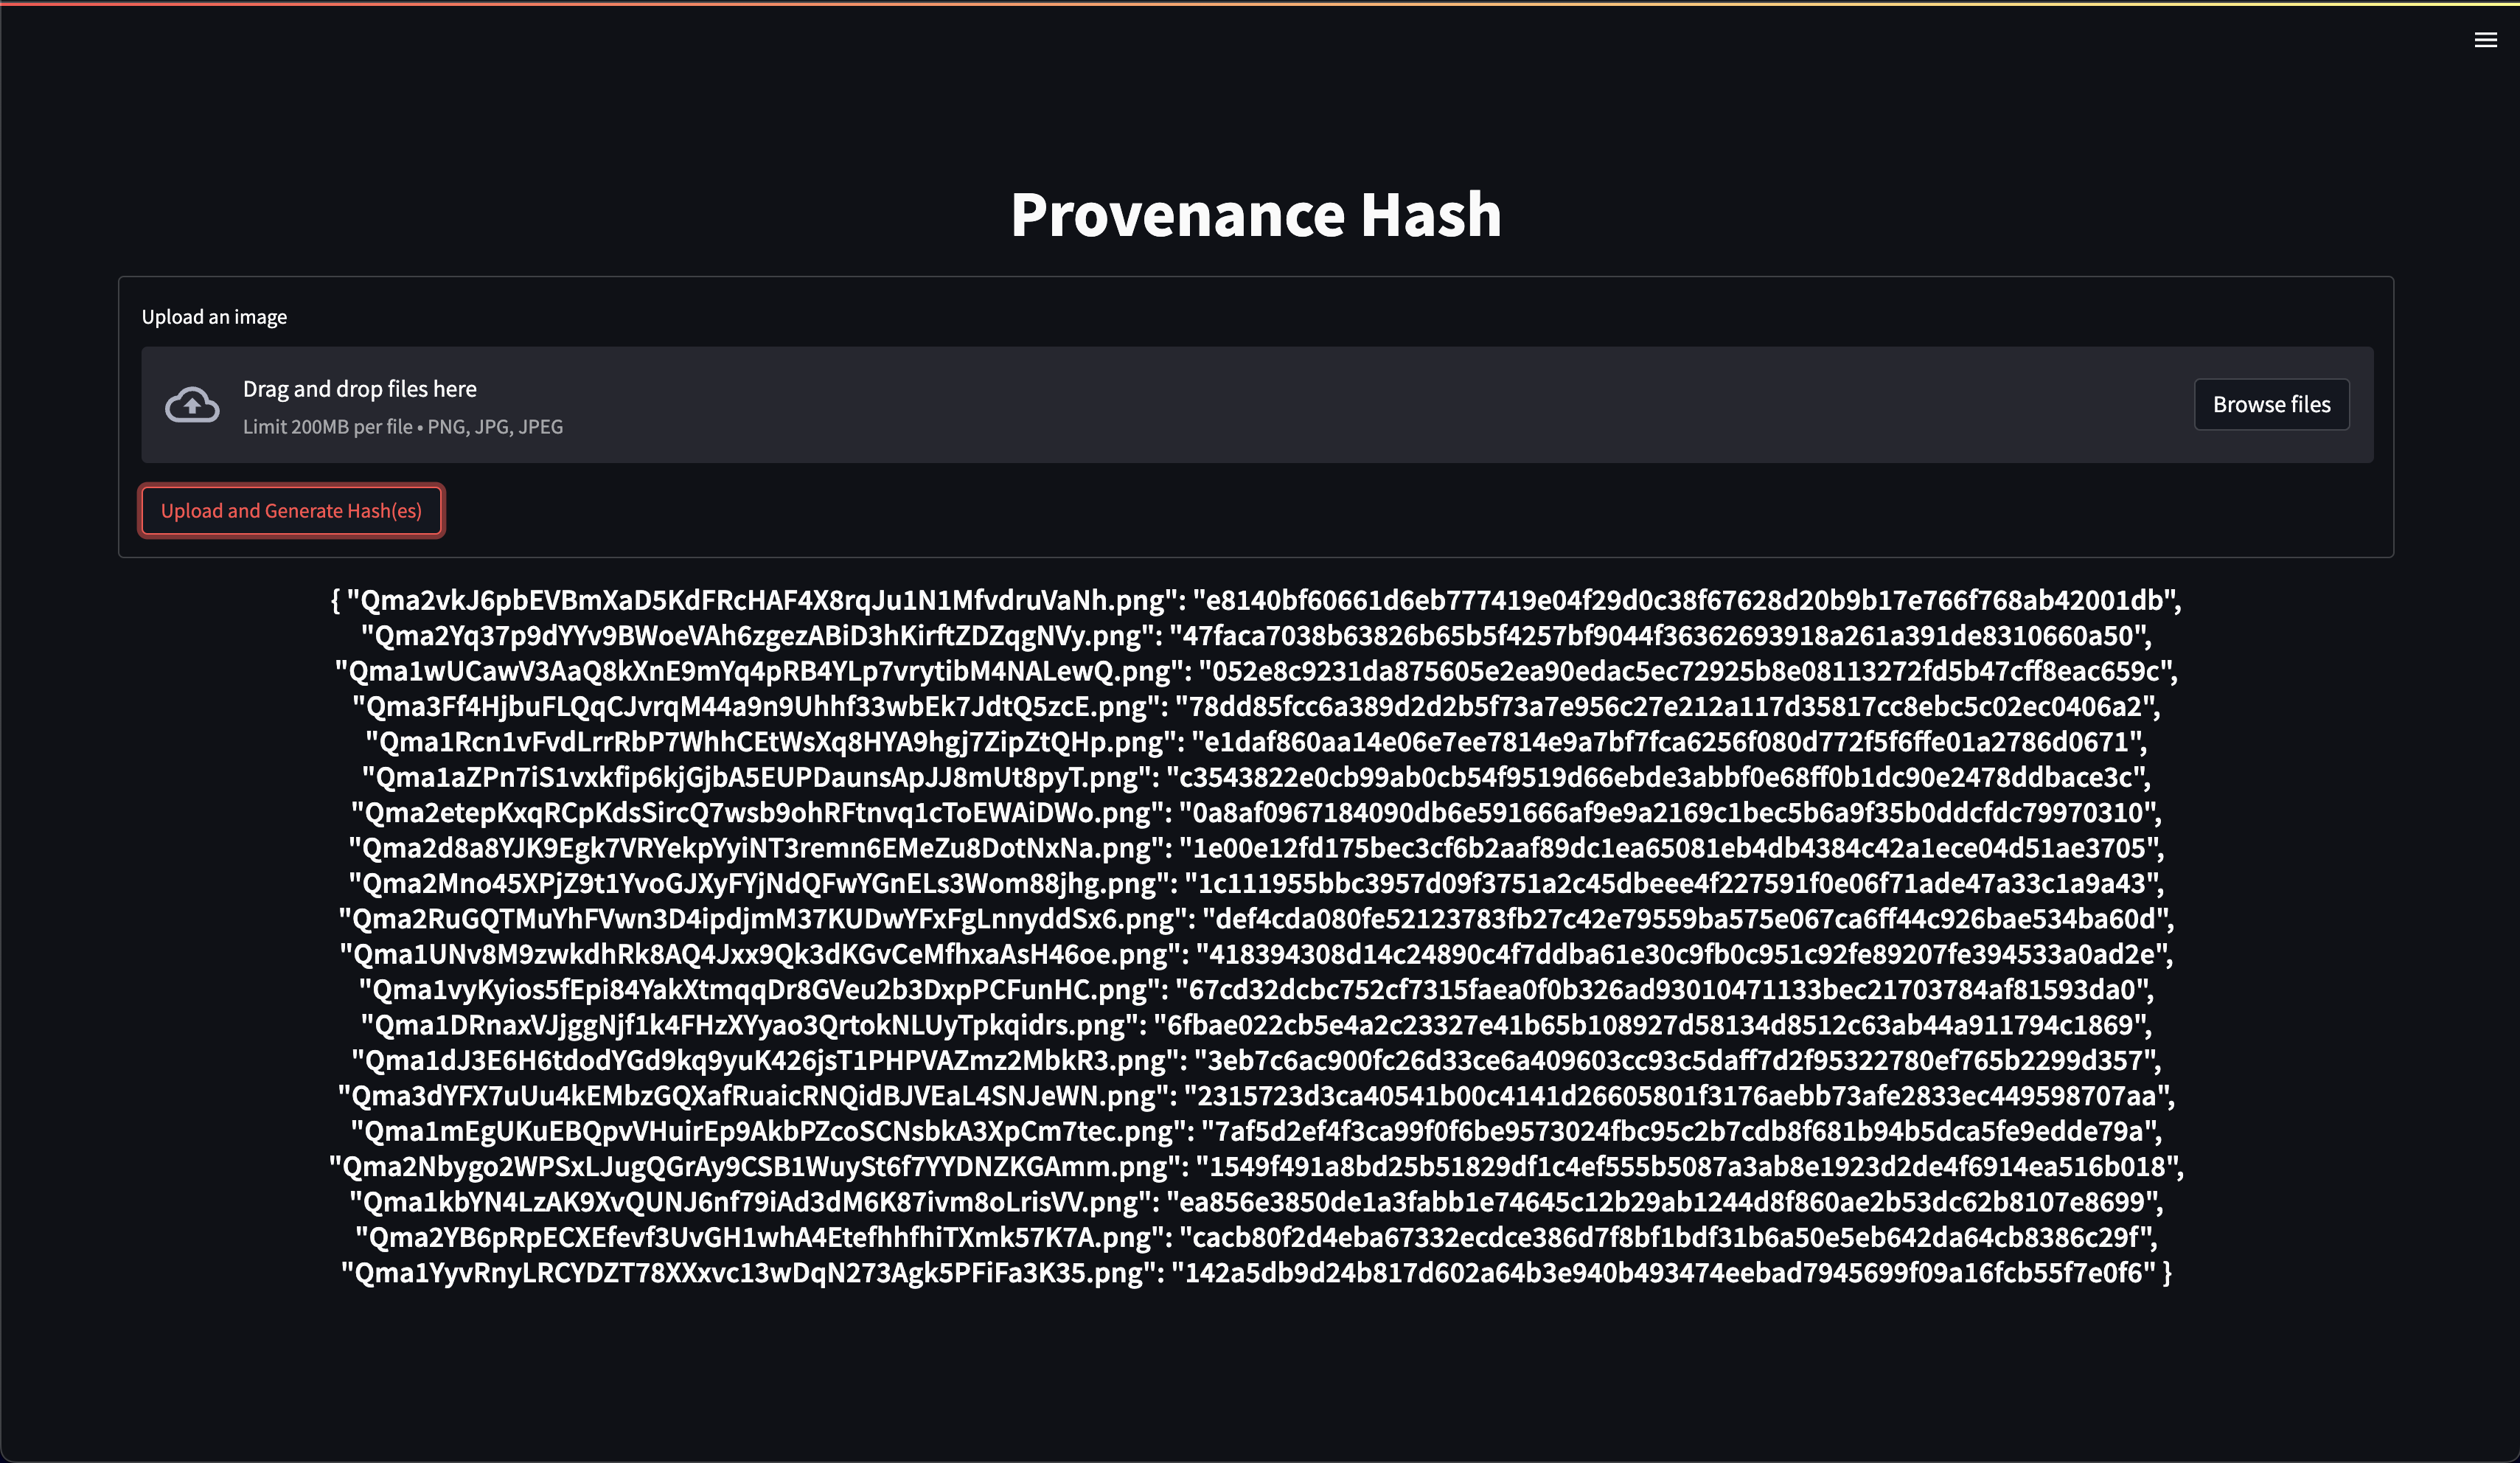 Provenance Hash
Upload an image
Drag and drop files here
Limit 200MB per file • PNG, JPG, JPEG
Browse files
Upload and Generate Hash(es)
{ "Qma2vkJ6pbEVBmXaD5KdFRcHAF4X8rqJu1N1MfvdruVaNh.png": "e8140bf60661d6eb777419e04f29d0c38f67628d20b9b17e766f768ab42001db",
"Qma2Yq37p9dYYv9BWoeVAh6zgezABiD3hKirftZDZqgNVy.png": "47faca7038b63826b65b5f4257bf9044f36362693918a261a391de8310660a50",
"Qma1wUCawV3AaQ8kXnE9mYq4pRB4YLp7vrytibM4NALewQ.png": "052e8c9231da875605e2ea90edac5ec72925b8e08113272fd5b47cff8eac659c",
"Qma3Ff4HjbuFLQqCJvrqM44a9n9Uhhf33wbEk7JdtQ5zcE.png": "78dd85fcc6a389d2d2b5f73a7e956c27e212a117d35817cc8ebc5c02ec0406a2",
"Qma1Rcn1vFvdLrrRbP7WhhCEtWsXq8HYA9hgj7ZipZtQHp.png": "e1daf860aa14e06e7ee7814e9a7bf7fca6256f080d772f5f6ffe01a2786d0671",
"Qma1aZPn7iS1vxkfip6kjGjbA5EUPDaunsApJJ8mUt8pyT.png": "c3543822e0cb99ab0cb54f9519d66ebde3abbf0e68ff0b1dc90e2478ddbace3c",
"Qma2etepKxqRCpKdsSircQ7wsb9ohRFtnvq1cToEWAiDWo.png": "0a8af0967184090db6e591666af9e9a2169c1bec5b6a9f35b0ddcfdc79970310",
"Qma2d8a8YJK9Egk7VRYekpYyiNT3remn6EMeZu8DotNxNa.png": "1e00e12fd175bec3cf6b2aaf89dc1ea65081eb4db4384c42a1ece04d51ae3705",
"Qma2Mno45XPjZ9t1YvoGJXyFYjNdQFwYGnELs3Wom88jhg.png": "1c111955bbc3957d09f3751a2c45dbeee4f227591f0e06f71ade47a33c1a9a43",
"Qma2RuGQTMuYhFVwn3D4ipdjmM37KUDwYFxFgLnnyddSx6.png": "def4cda080fe52123783fb27c42e79559ba575e067ca6ff44c926bae534ba60d",
"Qma1UNv8M9zwkdhRk8AQ4Jxx9Qk3dKGvCeMfhxaAsH46oe.png": "418394308d14c24890c4f7ddba61e30c9fb0c951c92fe89207fe394533a0ad2e",
"Qma1vyKyios5fEpi84YakXtmqqDr8GVeu2b3DxpPCFunHC.png": "67cd32dcbc752cf7315faea0f0b326ad93010471133bec21703784af81593da0",
"Qma1DRnaxVJjggNjf1k4FHzXYyao3QrtokNLUyTpkqidrs.png": "6fbae022cb5e4a2c23327e41b65b108927d58134d8512c63ab44a911794c1869",
"Qma1dJ3E6H6tdodYGd9kq9yuK426jsT1PHPVAZmz2MbkR3.png": "3eb7c6ac900fc26d33ce6a409603cc93c5daff7d2f95322780ef765b2299d357",
"Qma3dYFX7uUu4kEMbzGQXafRuaicRNQidBJVEaL4SNJeWN.png": "2315723d3ca40541b00c4141d26605801f3176aebb73afe2833ec449598707aa",
"Qma1mEgUKuEBQpvVHuirEp9AkbPZcoSCNsbkA3XpCm7tec.png": "7af5d2ef4f3ca99f0f6be9573024fbc95c2b7cdb8f681b94b5dca5fe9edde79a",
"Qma2Nbygo2WPSxLJugQGrAy9CSB1WuySt6f7YYDNZKGAmm.png": "1549f491a8bd25b51829df1c4ef555b5087a3ab8e1923d2de4f6914ea516b018",
"Qma1kbYN4LzAK9XvQUNJ6nf79iAd3dM6K87ivm8oLrisVV.png": "ea856e3850de1a3fabb1e74645c12b29ab1244d8f860ae2b53dc62b8107e8699",
"Qma2YB6pRpECXEfevf3UvGH1whA4EtefhhfhiTXmk57K7A.png": "cacb80f2d4eba67332ecdce386d7f8bf1bdf31b6a50e5eb642da64cb8386c29f",
"Qma1YyvRnyLRCYDZT78XXxvc13wDqN273Agk5PFiFa3K35.png": "142a5db9d24b817d602a64b3e940b493474eebad7945699f09a16fcb55f7e0f6" }